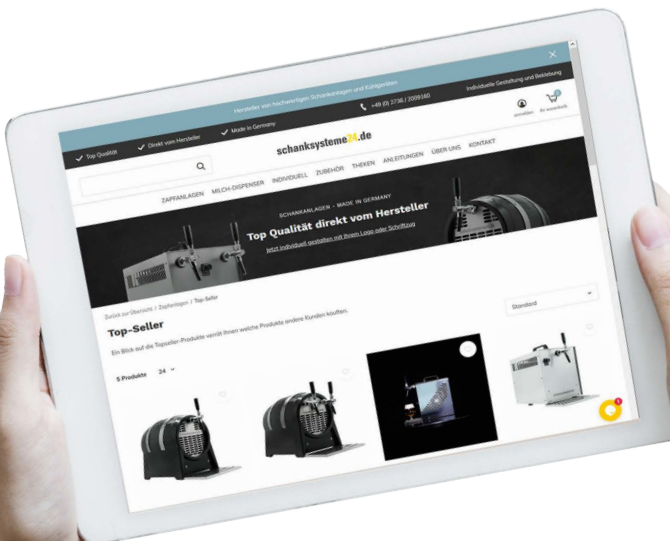 Hersteller von hochwertigen Schankanlagen und Kühlgeräten
Top Qualität
Direkt vom Hersteller
Made in Germany
+49 (0) 2736 / 2009160
Individuelle Gestaltung und Beklebung
schanksysteme24.de
anmelden
Ihr warenkorb
ZAPFANLAGEN MILCH-DISPENSER INDIVIDUELL ZUBEHÖR THEKEN ANLEITUNGEN ÜBER UNS KONTAKT
SCHANKANLAGEN - MADE IN GERMANY
Top Qualität direkt vom Hersteller
Jetzt individuell gestalten mit Ihrem Logo oder Schriftzug
Zurück zur Übersicht / Zapfanlagen / Top-Seller
Top-Seller
Ein Blick auf die Topseller-Produkte verrät Ihnen welche Produkte andere Kunden kauften.
Standard
5 Produkte 24
1